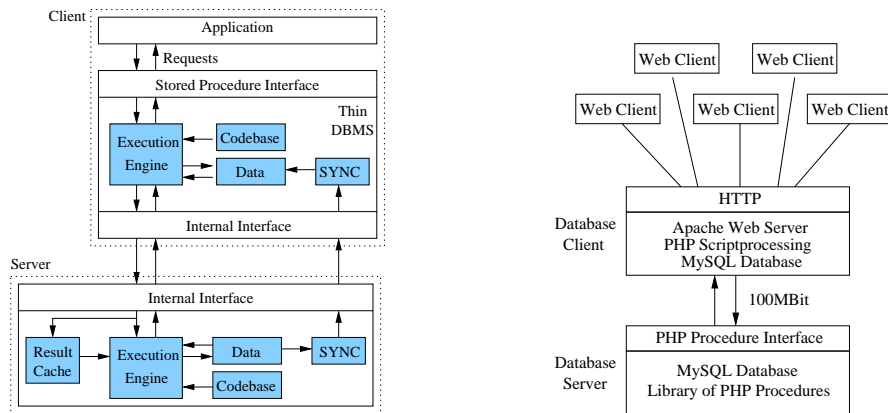 Client
Application
Requests
Stored Procedure Interface
Thin
DBMS
Execution
Engine
Codebase
Data
SYNC
Internal Interface
Server
Internal Interface
Result
Cache
Execution
Engine
Data
SYNC
Codebase
Web Client
Web Client
Web Client
Web Client
Web Client
HTTP
Database
Client
Apache Web Server
PHP Scriptprocessing
MySQL Database
100MBit
PHP Procedure Interface
Database
Server
MySQL Database
Library of PHP Procedures